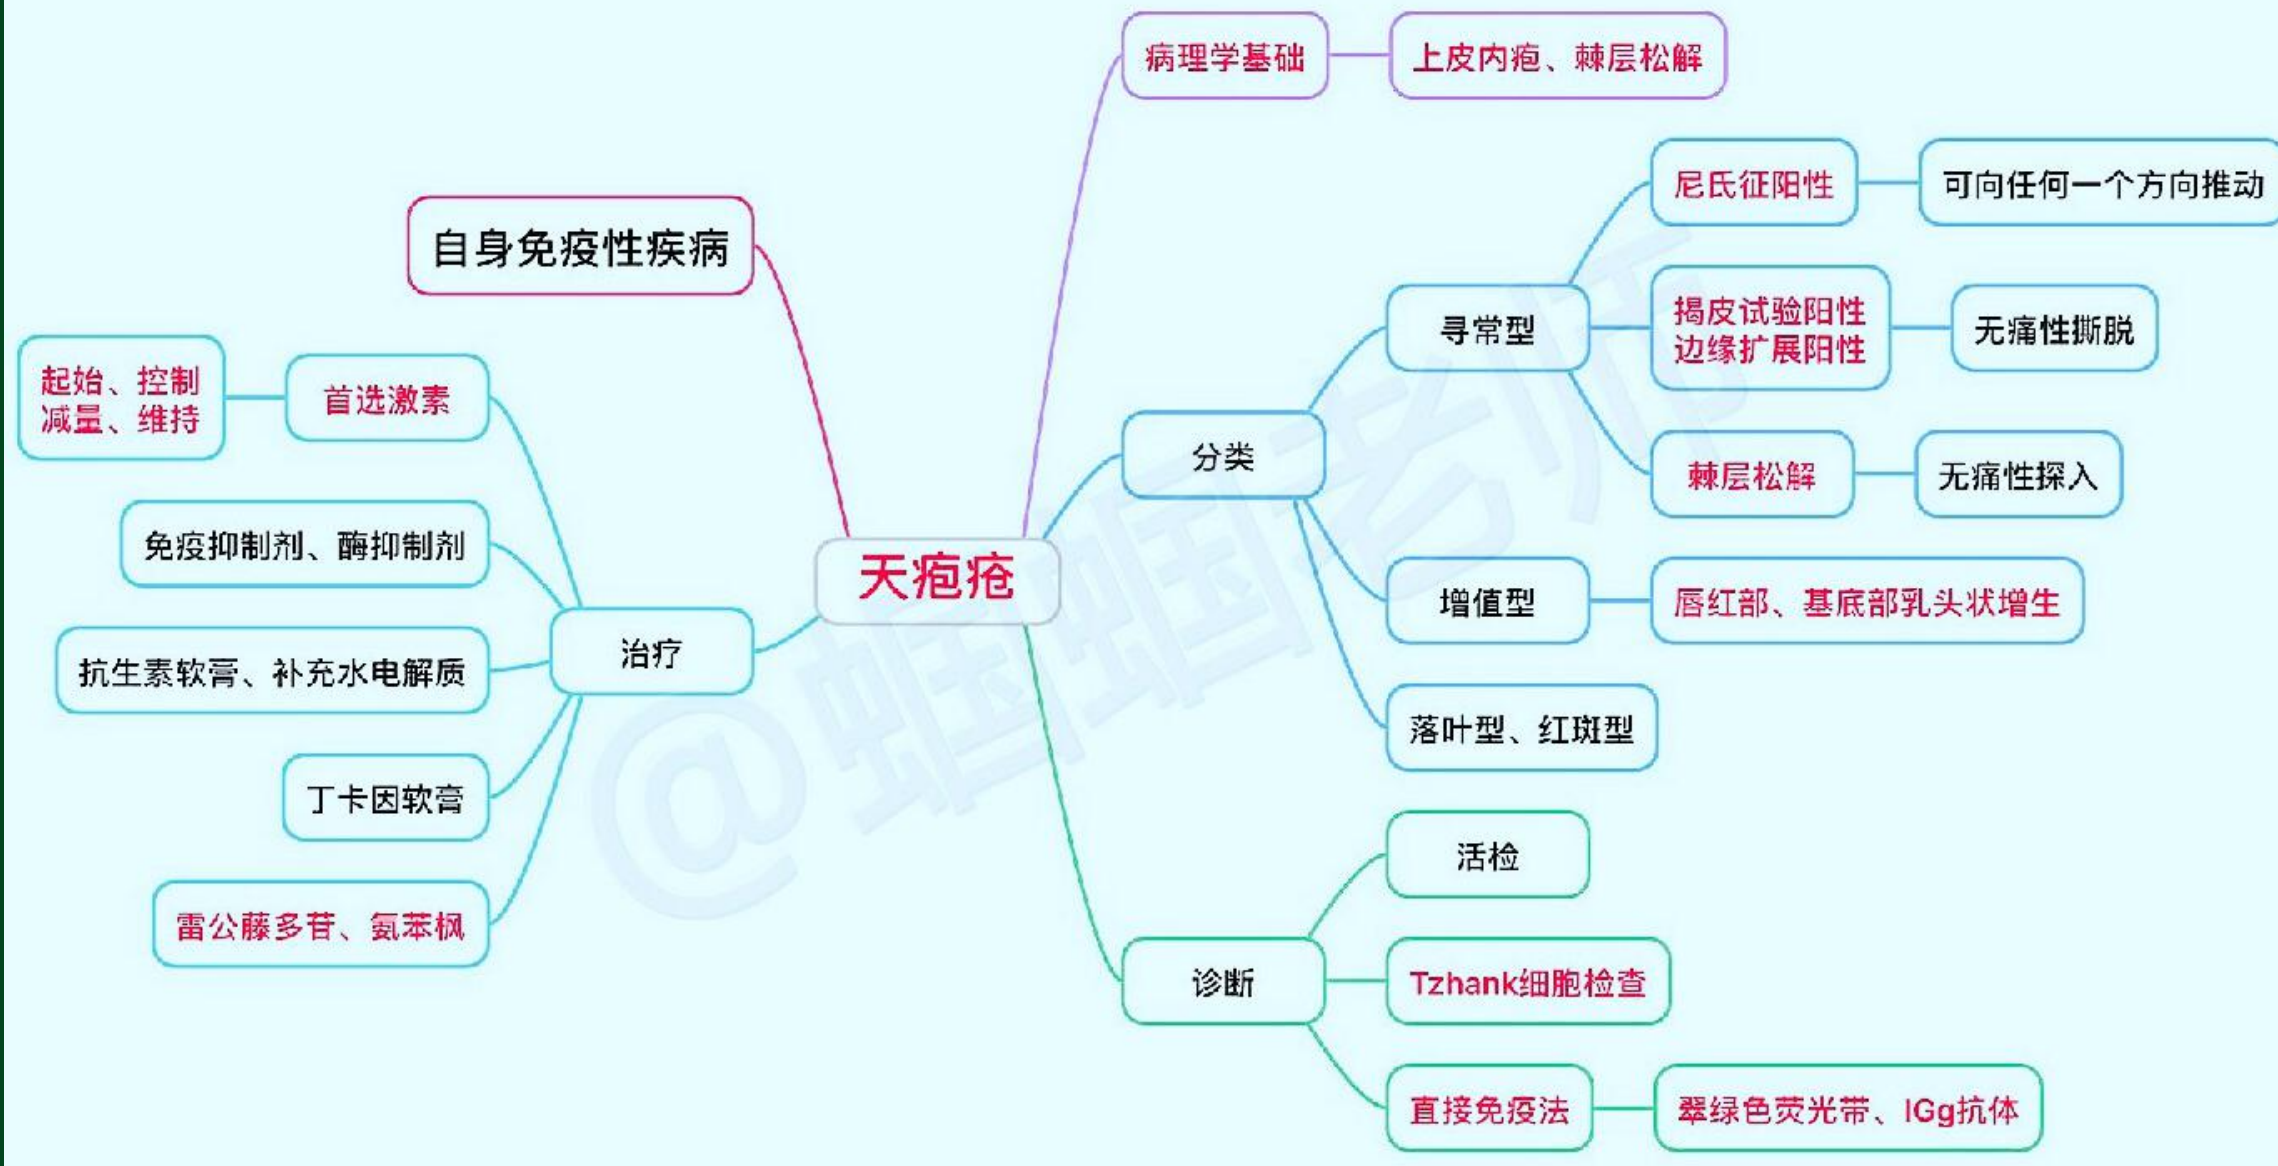 病理学基础
上皮内疱、棘层松解
尼氏征阳性
可向任何一个方向推动
自身免疫性疾病
寻常型
揭皮试验阳性
边缘扩展阳性
无痛性撕脱
起始、控制
减量、维持
首选激素
分类
棘层松解
无痛性探入
免疫抑制剂、酶抑制剂
天疱疮
增值型
唇红部、基底部乳头状增生
治疗
抗生素软膏、补充水电解质
落叶型、红斑型
丁卡因软膏
活检
雷公藤多苷、氨苯枫
诊断
Tzhank细胞检查
直接免疫法
翠绿色荧光带、IGg抗体
@蝈蝈老师